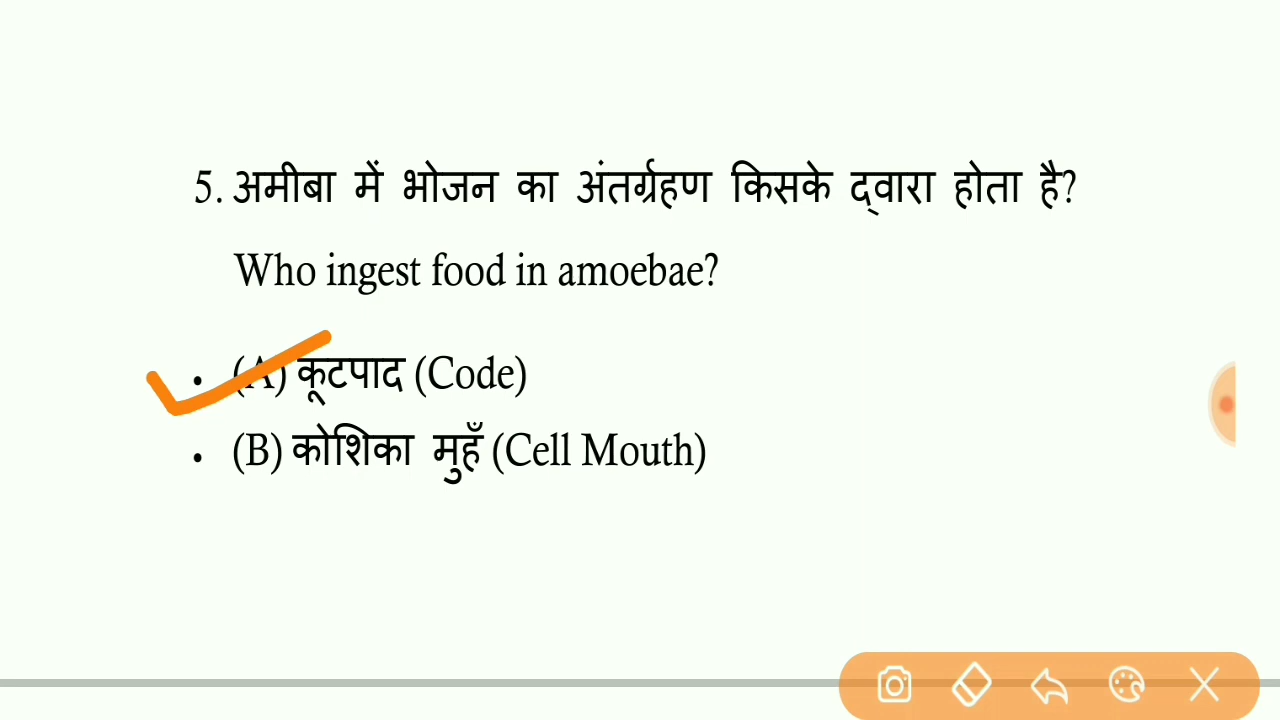 5. अमीबा में भोजन का अंतर्ग्रहण किसके द्वारा होता है?
Who ingest food in amoebae?
• (A) कूटपाद (Code)
• (B) कोशिका मुहँ (Cell Mouth)